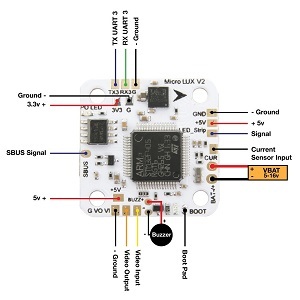 TX UART 3
RX UART 3
- Ground
TX3 RX3 G
Micro LUX V2
Ground -
3.3v +
3V3
G
LED
GND
+5V
LED_Strip
CUR
BAT-/+
- Ground
+ 5v
Signal
Current
Sensor Input
VBAT
5-16v
SBUS Signal
SBUS
5v +
+5V
BUZZ+
G VO VI
BOOT
- Ground
Video Output
Video Input
Buzzer
Boot Pad